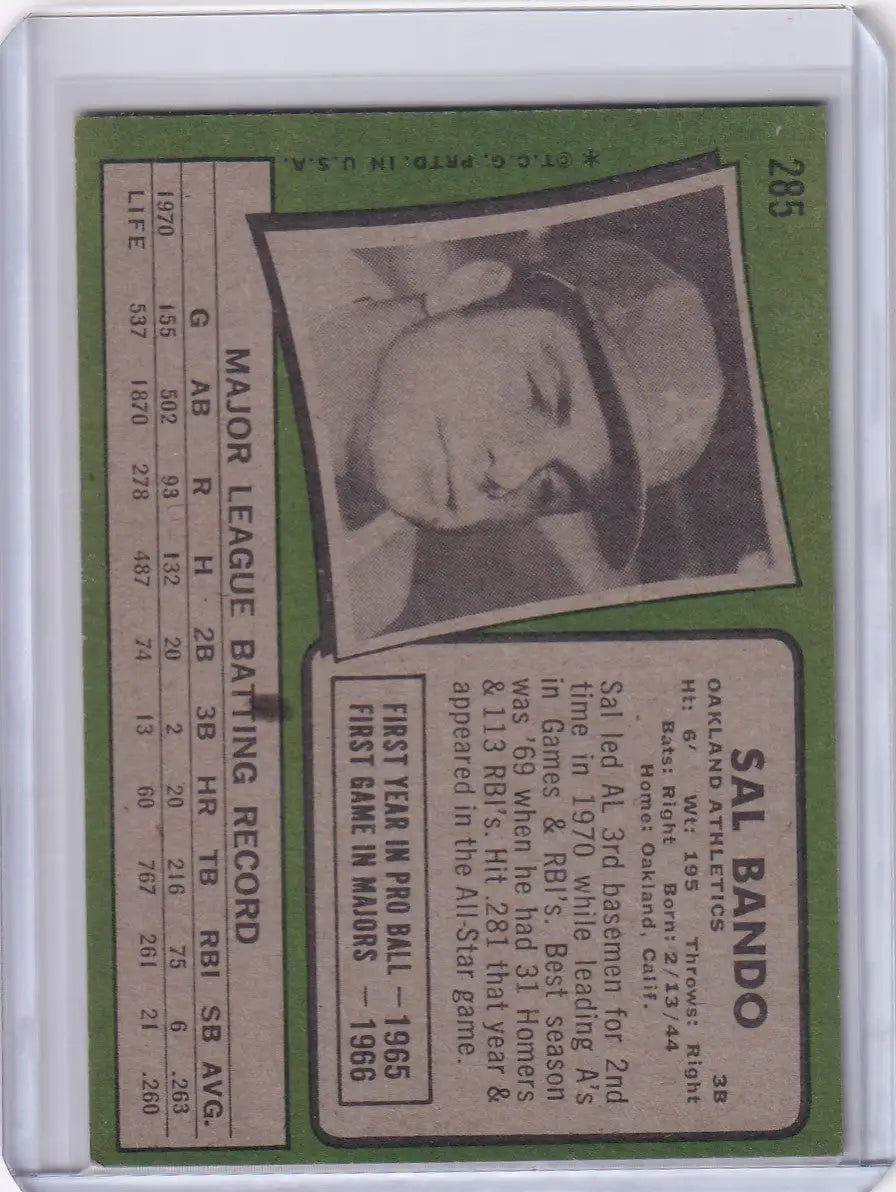 285
* ©T.C.G. PRTD. IN U.S.A.
SAL BANDO
OAKLAND ATHLETICS 3B
Ht: 6' Wt: 195 Throws: Right
Bats: Right Born: 2/13/44
Home: Oakland, Calif.
Sal led AL 3rd basemen for 2nd
time in 1970 while leading A's
in Games & RBI's. Best season
was '69 when he had 31 Homers
& 113 RBI's. Hit .281 that year &
appeared in the All-Star game.
FIRST YEAR IN PRO BALL — 1965
FIRST GAME IN MAJORS — 1966
MAJOR LEAGUE BATTING RECORD
G AB R H 2B 3B HR TB RBI SB AVG.
1970 155 502 93 132 20 2 20 216 75 6 .263
LIFE 537 1870 278 487 74 13 60 767 261 21 .260